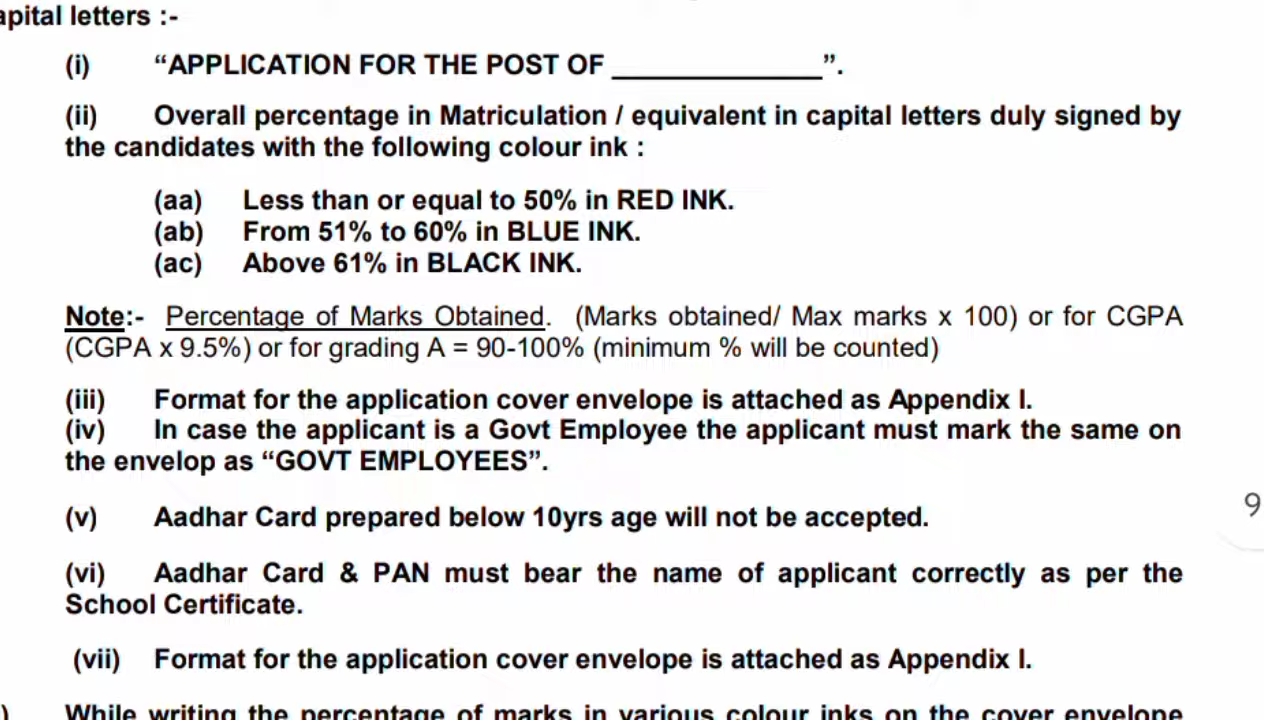 apital letters :-
(i) “APPLICATION FOR THE POST OF ______________”.
(ii) Overall percentage in Matriculation / equivalent in capital letters duly signed by
the candidates with the following colour ink :
(aa) Less than or equal to 50% in RED INK.
(ab) From 51% to 60% in BLUE INK.
(ac) Above 61% in BLACK INK.
Note:- Percentage of Marks Obtained. (Marks obtained/ Max marks x 100) or for CGPA
(CGPA x 9.5%) or for grading A = 90-100% (minimum % will be counted)
(iii) Format for the application cover envelope is attached as Appendix I.
(iv) In case the applicant is a Govt Employee the applicant must mark the same on
the envelop as “GOVT EMPLOYEES”.
(v) Aadhar Card prepared below 10yrs age will not be accepted.
9
(vi) Aadhar Card & PAN must bear the name of applicant correctly as per the
School Certificate.
(vii) Format for the application cover envelope is attached as Appendix I.
) While writing the percentage of marks in various colour inks on the cover envelope